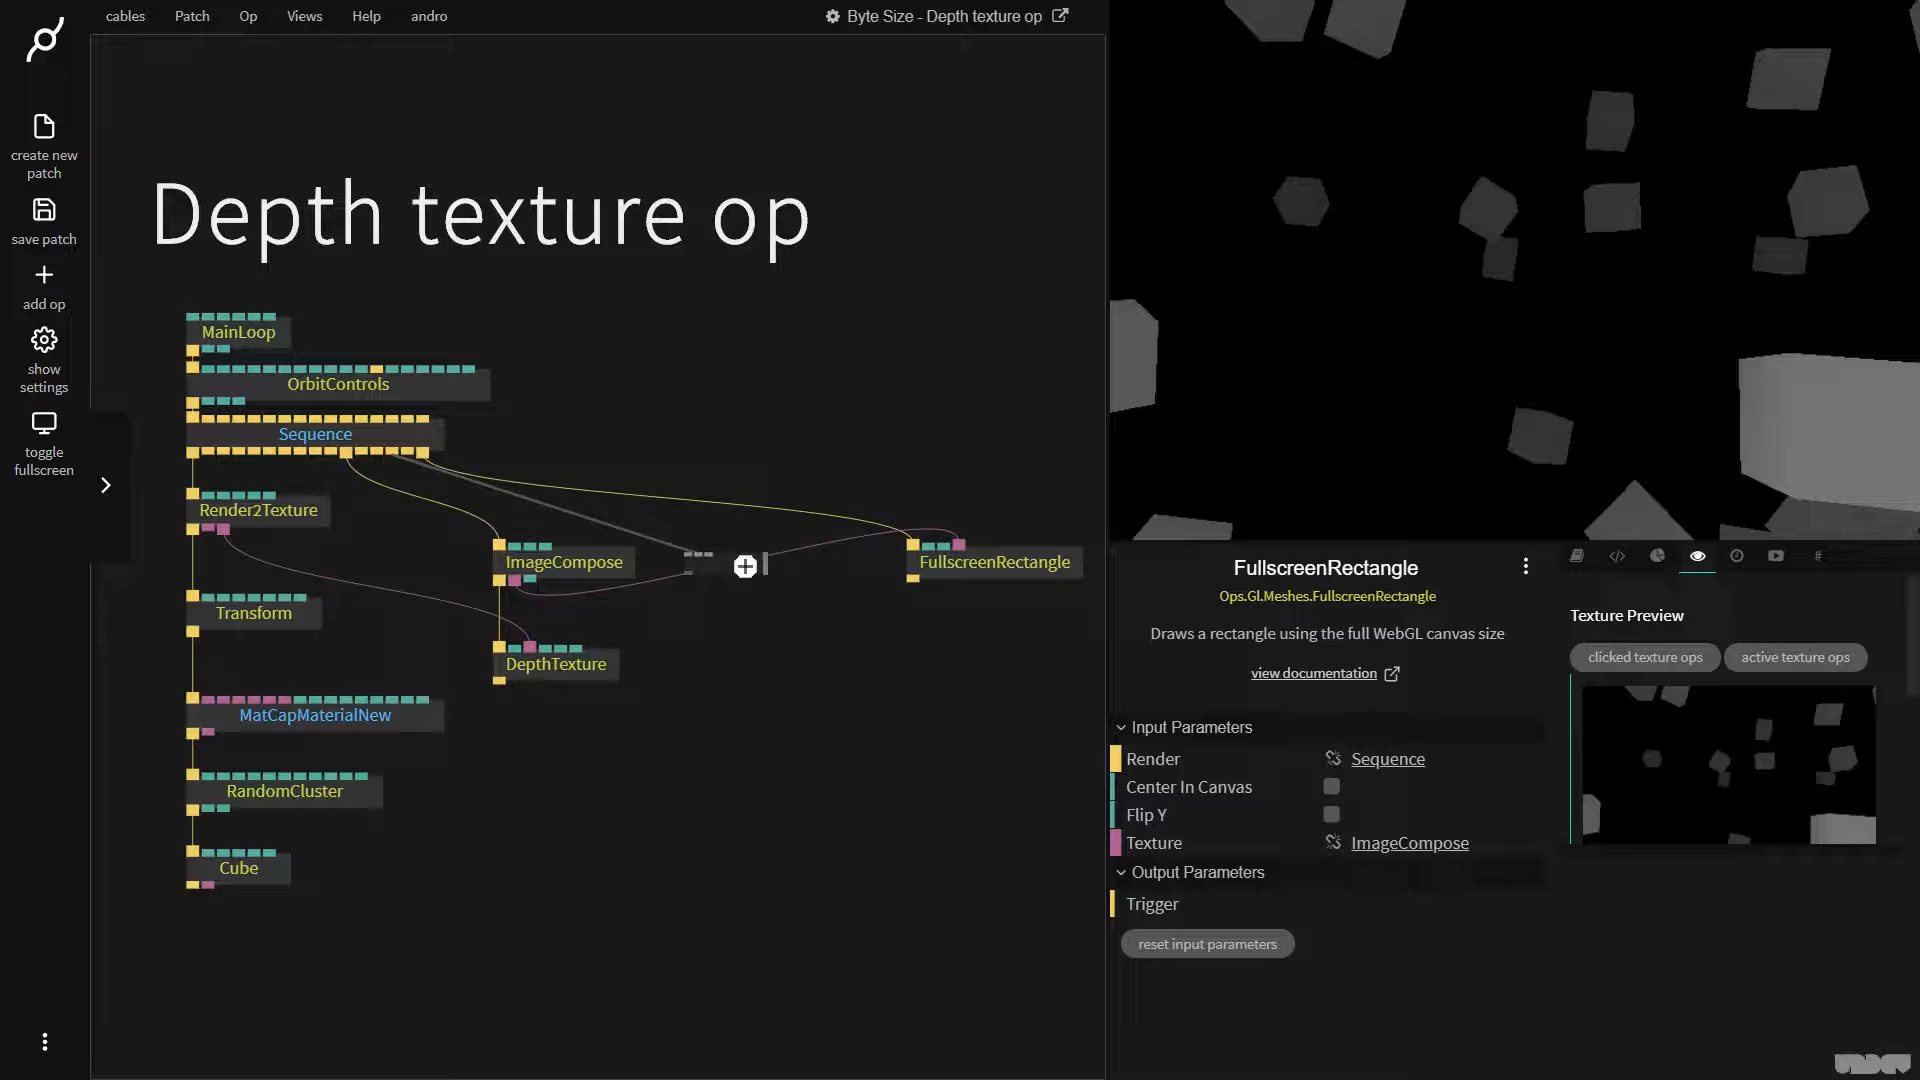 cables Patch Op Views Help andro
Byte Size - Depth texture op
create new
patch
save patch
add op
show
settings
toggle
fullscreen
Depth texture op
MainLoop
OrbitControls
Sequence
Render2Texture
ImageCompose
FullscreenRectangle
Transform
DepthTexture
MatCapMaterialNew
RandomCluster
Cube
FullscreenRectangle
Ops.Gl.Meshes.FullscreenRectangle
Draws a rectangle using the full WebGL canvas size
view documentation
Input Parameters
Render Sequence
Center In Canvas
Flip Y
Texture ImageCompose
Output Parameters
Trigger
reset input parameters
#
Texture Preview
clicked texture ops active texture ops